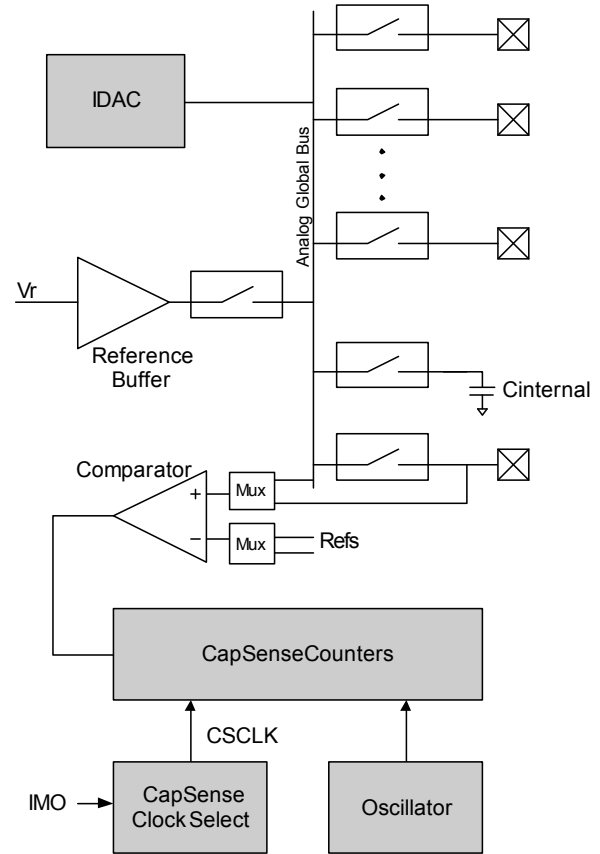 IDAC
Analog Global Bus
Vr
Reference
Buffer
Cinternal
Comparator
+
Mux
−
Mux
Refs
CapSenseCounters
CSCLK
IMO
CapSense
Clock Select
Oscillator